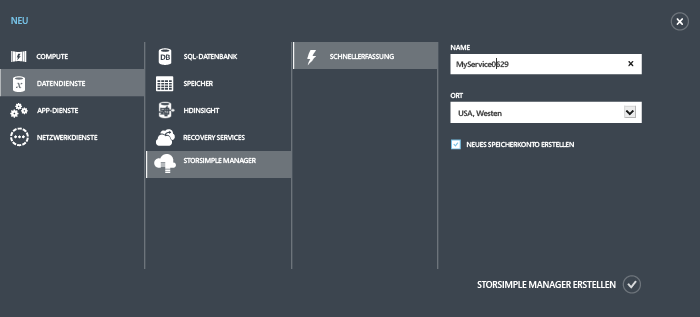 NEU
COMPUTE
DATENDIENSTE
APP-DIENSTE
NETZWERKDIENSTE
DB
SQL-DATENBANK
SPEICHER
HDINSIGHT
RECOVERY SERVICES
STORSIMPLE MANAGER
SCHNELLERFASSUNG
NAME
MyService0629
ORT
USA, Westen
NEUES SPEICHERKONTO ERSTELLEN
STORSIMPLE MANAGER ERSTELLEN